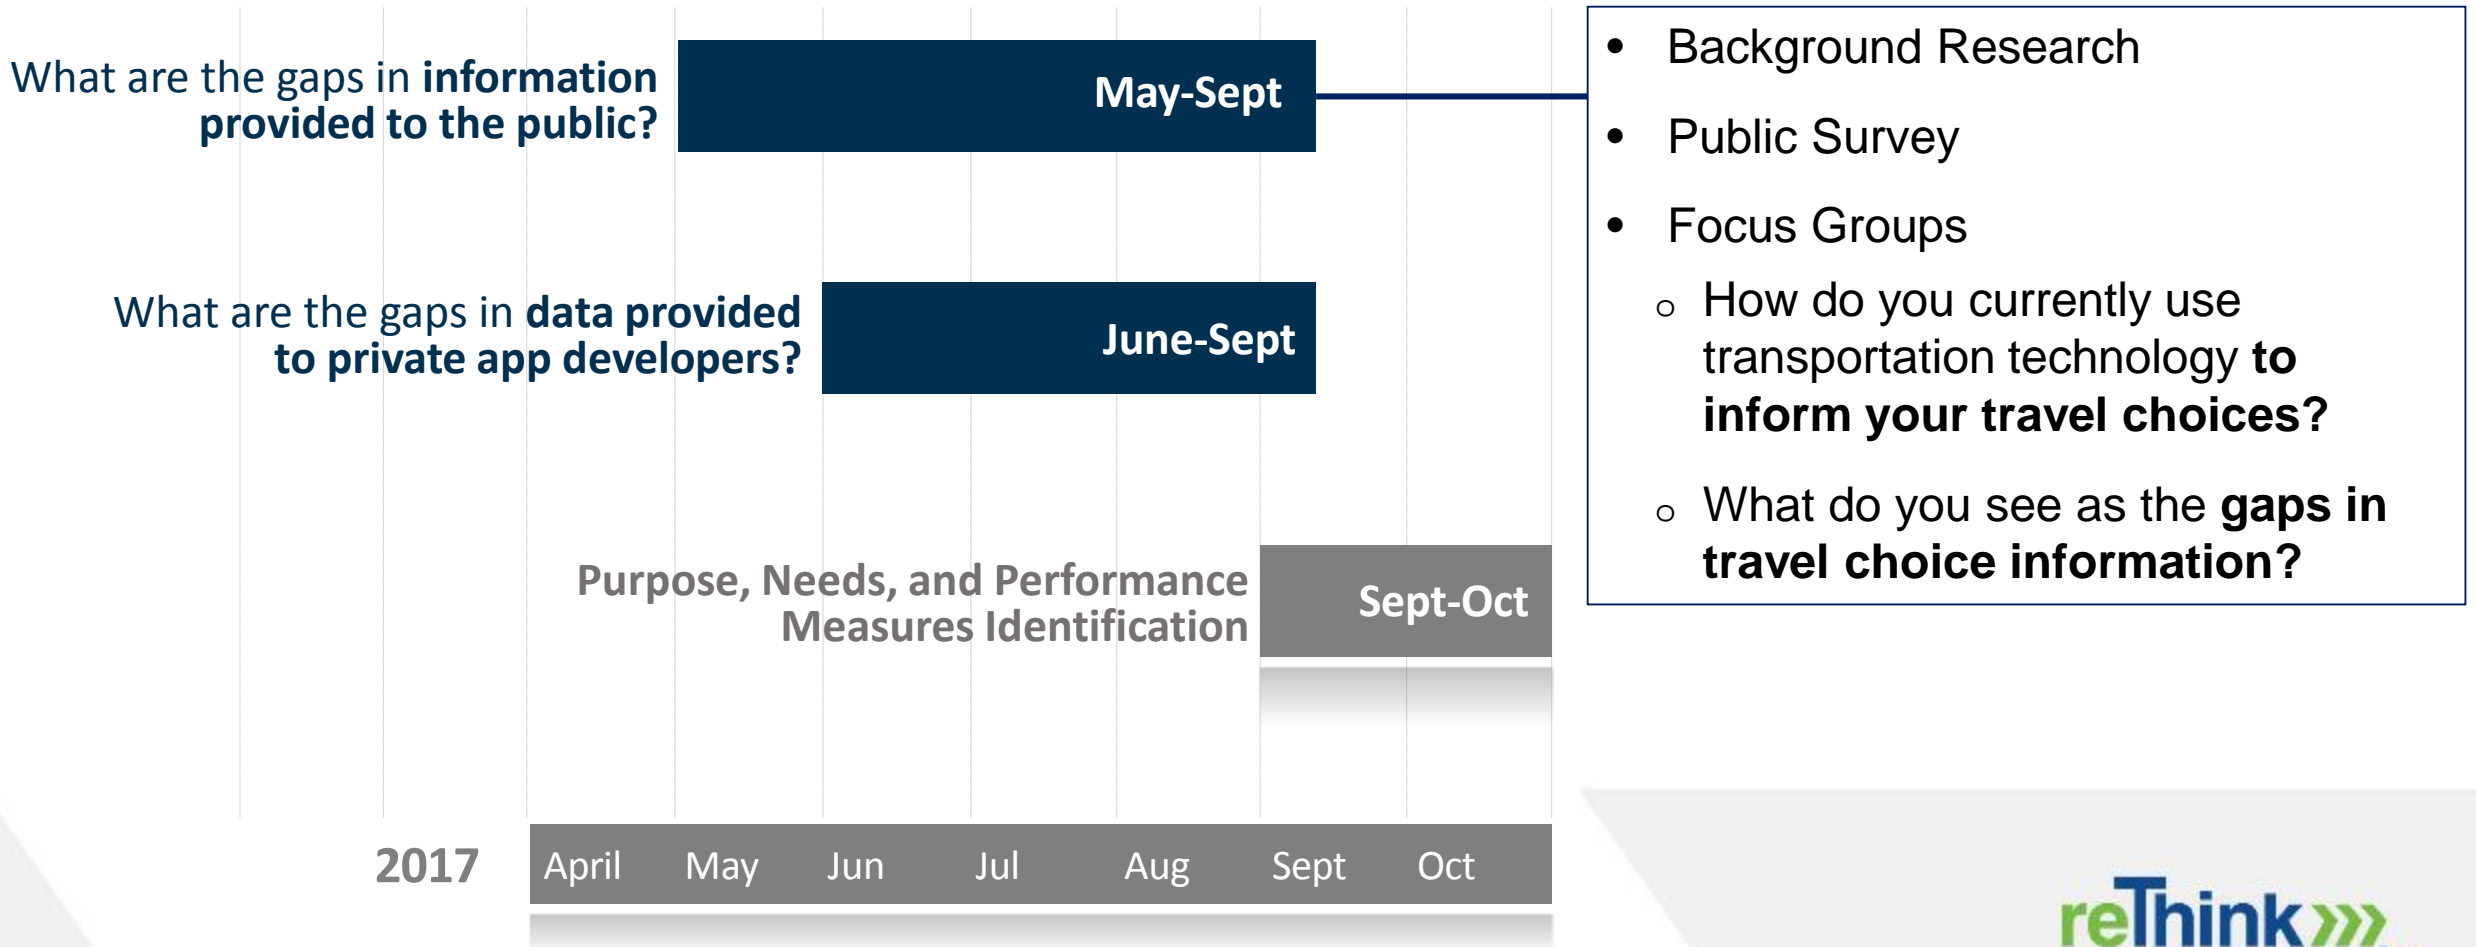 What are the gaps in information
provided to the public?
May-Sept
What are the gaps in data provided
to private app developers?
June-Sept
Purpose, Needs, and Performance
Measures Identification
Sept-Oct
2017 April May Jun Jul Aug Sept Oct
• Background Research
• Public Survey
• Focus Groups
o How do you currently use
transportation technology to
inform your travel choices?
o What do you see as the gaps in
travel choice information?
reThink